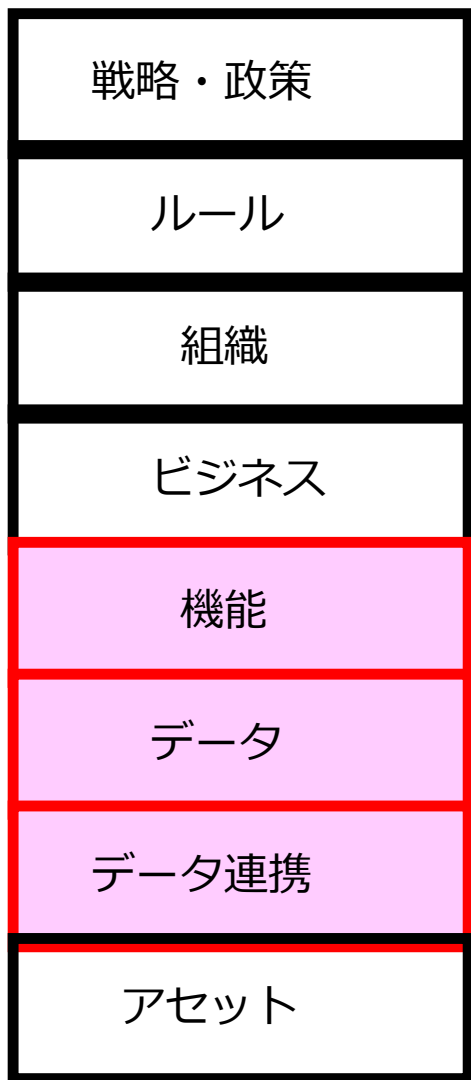 戦略・政策
ルール
組織
ビジネス
機能
データ
データ連携
アセット